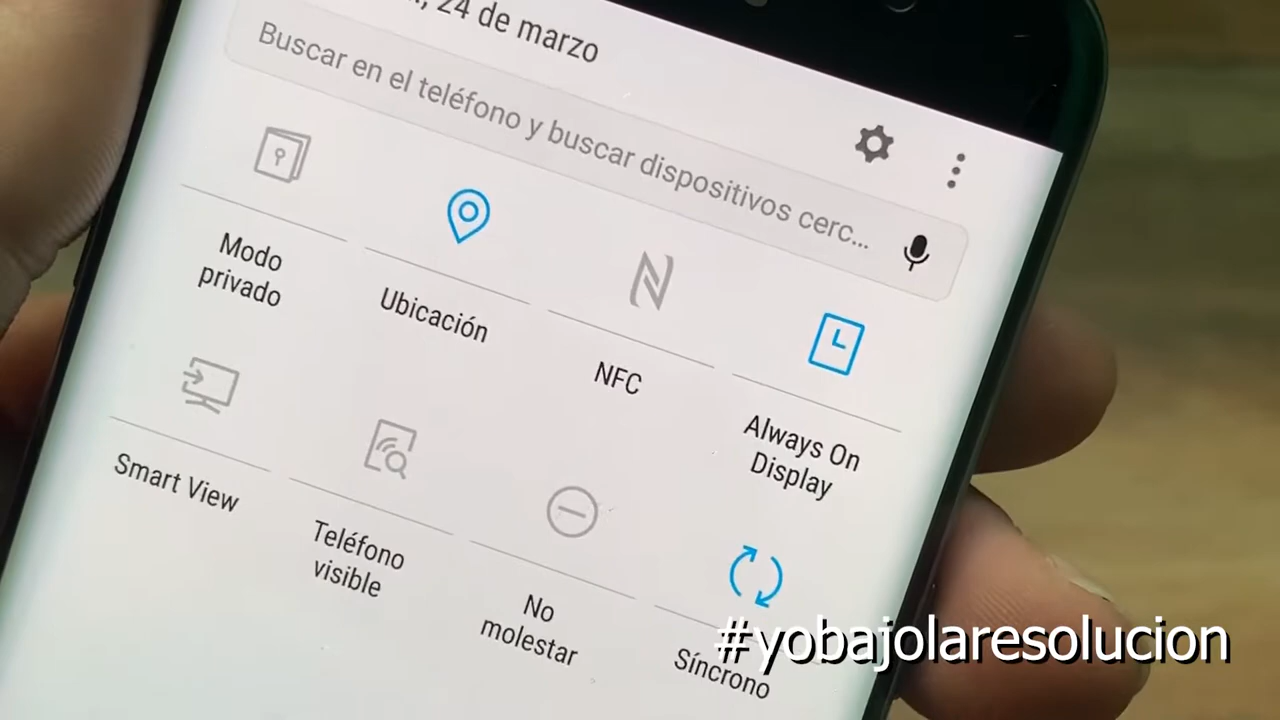 24 de marzo
Buscar en el teléfono y buscar dispositivos cerc...
Modo
privado
Ubicación
NFC
Always On
Display
Smart View
Teléfono
visible
No
molestar
Síncrono
#yobajolaresolucion